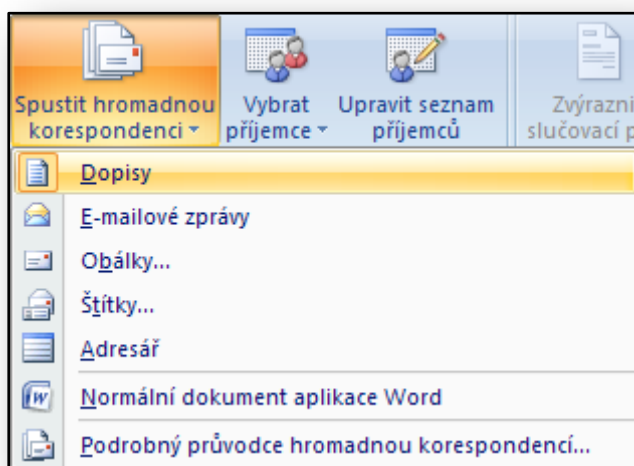 Spustit hromadnou korespondenci
Vybrat příjemce
Upravit seznam příjemců
Zvýrazni
slučovací p
Dopisy
E-mailové zprávy
Obálky...
Štítky...
Adresář
Normální dokument aplikace Word
Podrobný průvodce hromadnou korespondencí...